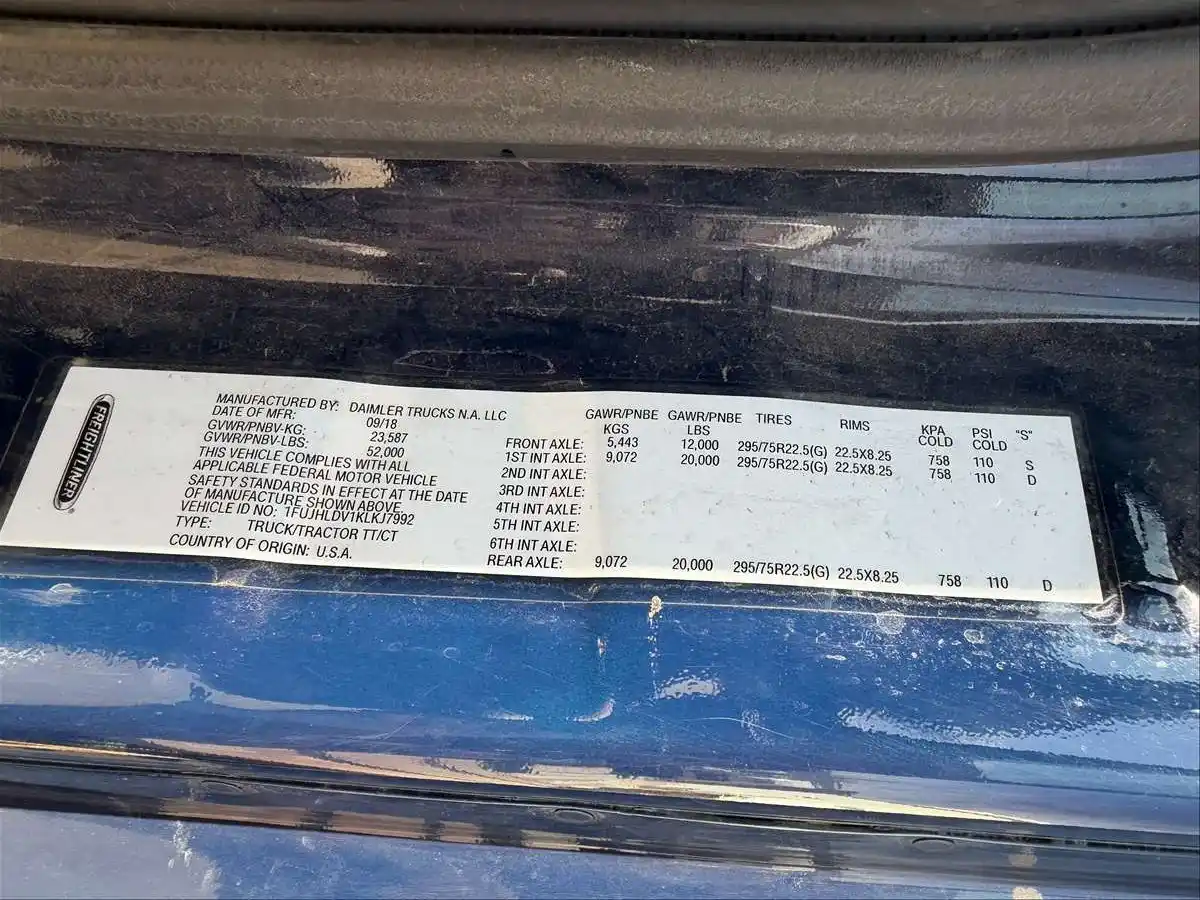 FREIGHTLINER
MANUFACTURED BY: DAIMLER TRUCKS N.A. LLC
DATE OF MFR: 09/18
GVWR/PNBV-KG: 23,587
GVWR/PNBV-LBS: 52,000
THIS VEHICLE COMPLIES WITH ALL
APPLICABLE FEDERAL MOTOR VEHICLE
SAFETY STANDARDS IN EFFECT AT THE DATE
OF MANUFACTURE SHOWN ABOVE.
VEHICLE ID NO: 1FUJHLDV1KLKJ7992
TYPE: TRUCK/TRACTOR TT/CT
COUNTRY OF ORIGIN: U.S.A.
GAWR/PNBE GAWR/PNBE TIRES RIMS KPA PSI "S"
KGS LBS COLD COLD
FRONT AXLE: 5,443 12,000 295/75R22.5(G) 22.5X8.25 758 110 S
1ST INT AXLE: 9,072 20,000 295/75R22.5(G) 22.5X8.25 758 110 D
2ND INT AXLE:
3RD INT AXLE:
4TH INT AXLE:
5TH INT AXLE:
6TH INT AXLE:
REAR AXLE: 9,072 20,000 295/75R22.5(G) 22.5X8.25 758 110 D